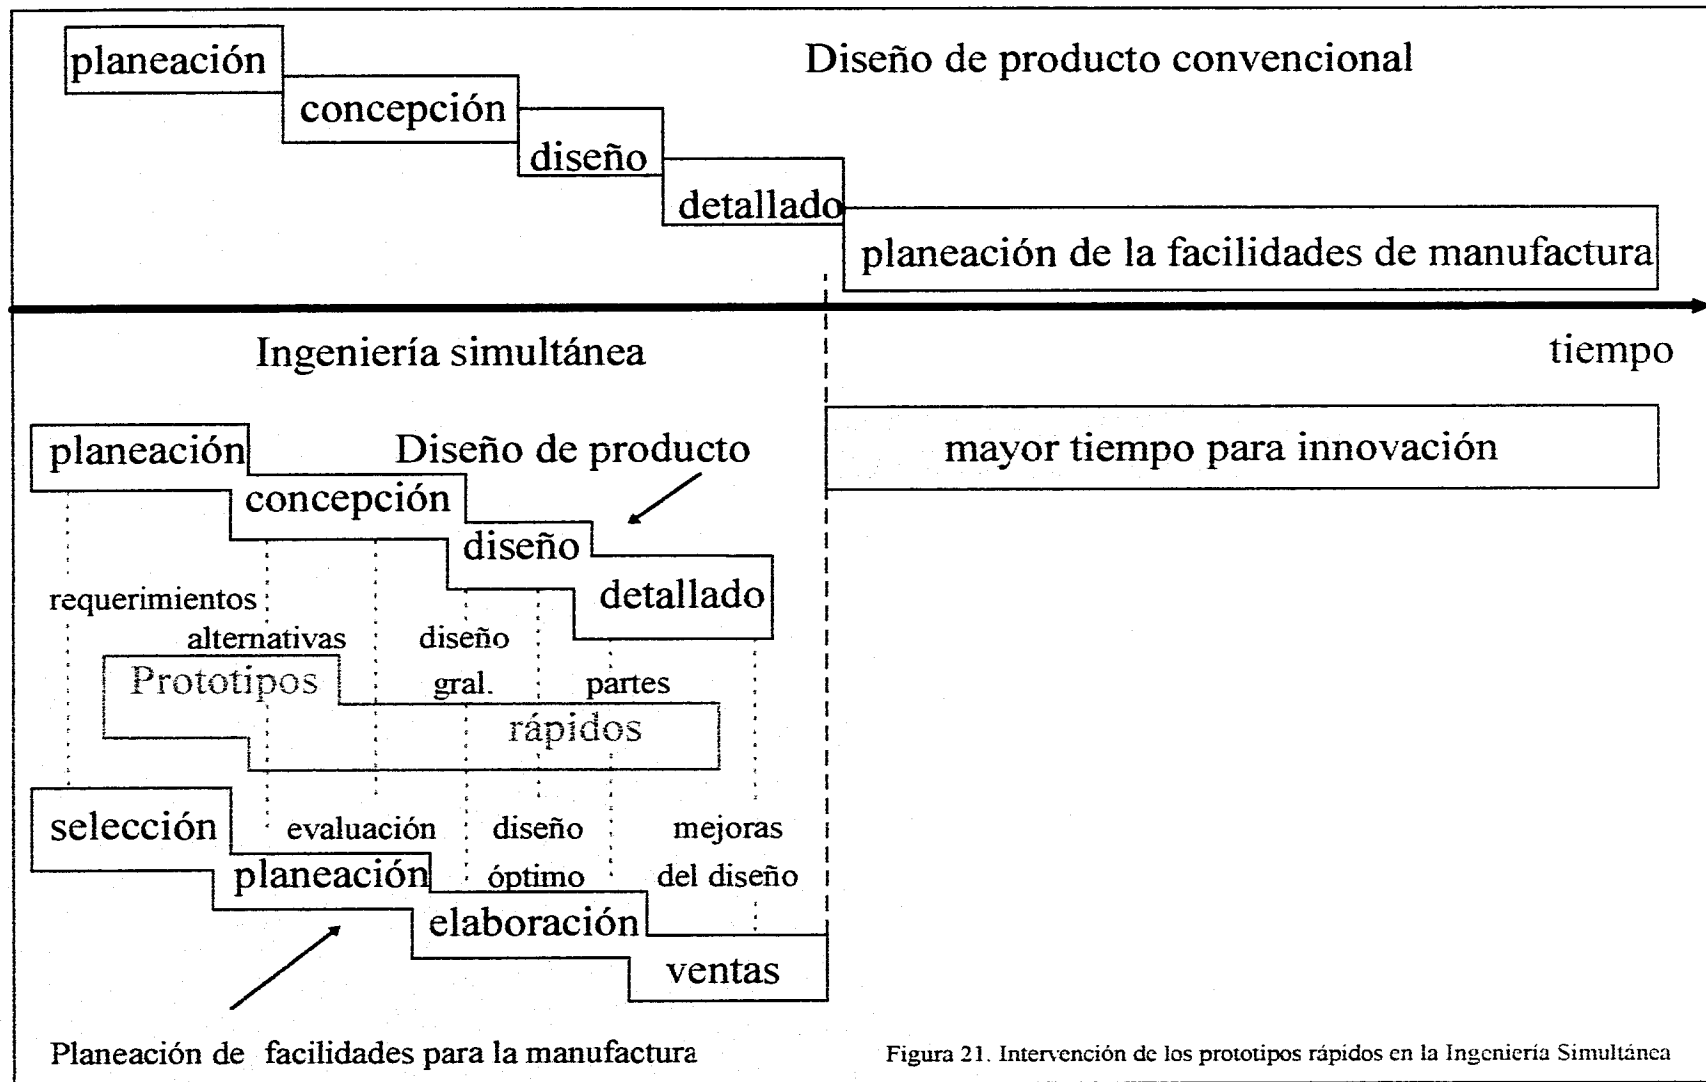 planeación
Diseño de producto convencional
concepción
diseño
detallado
planeación de la facilidades de manufactura
Ingeniería simultánea
tiempo
planeación
Diseño de producto
mayor tiempo para innovación
concepción
diseño
detallado
requerimientos
alternativas
diseño
gral.
partes
Prototipos
rápidos
selección
evaluación
diseño
óptimo
mejoras
del diseño
planeación
elaboración
ventas
Planeación de facilidades para la manufactura
Figura 21. Intervención de los prototipos rápidos en la Ingeniería Simultánea